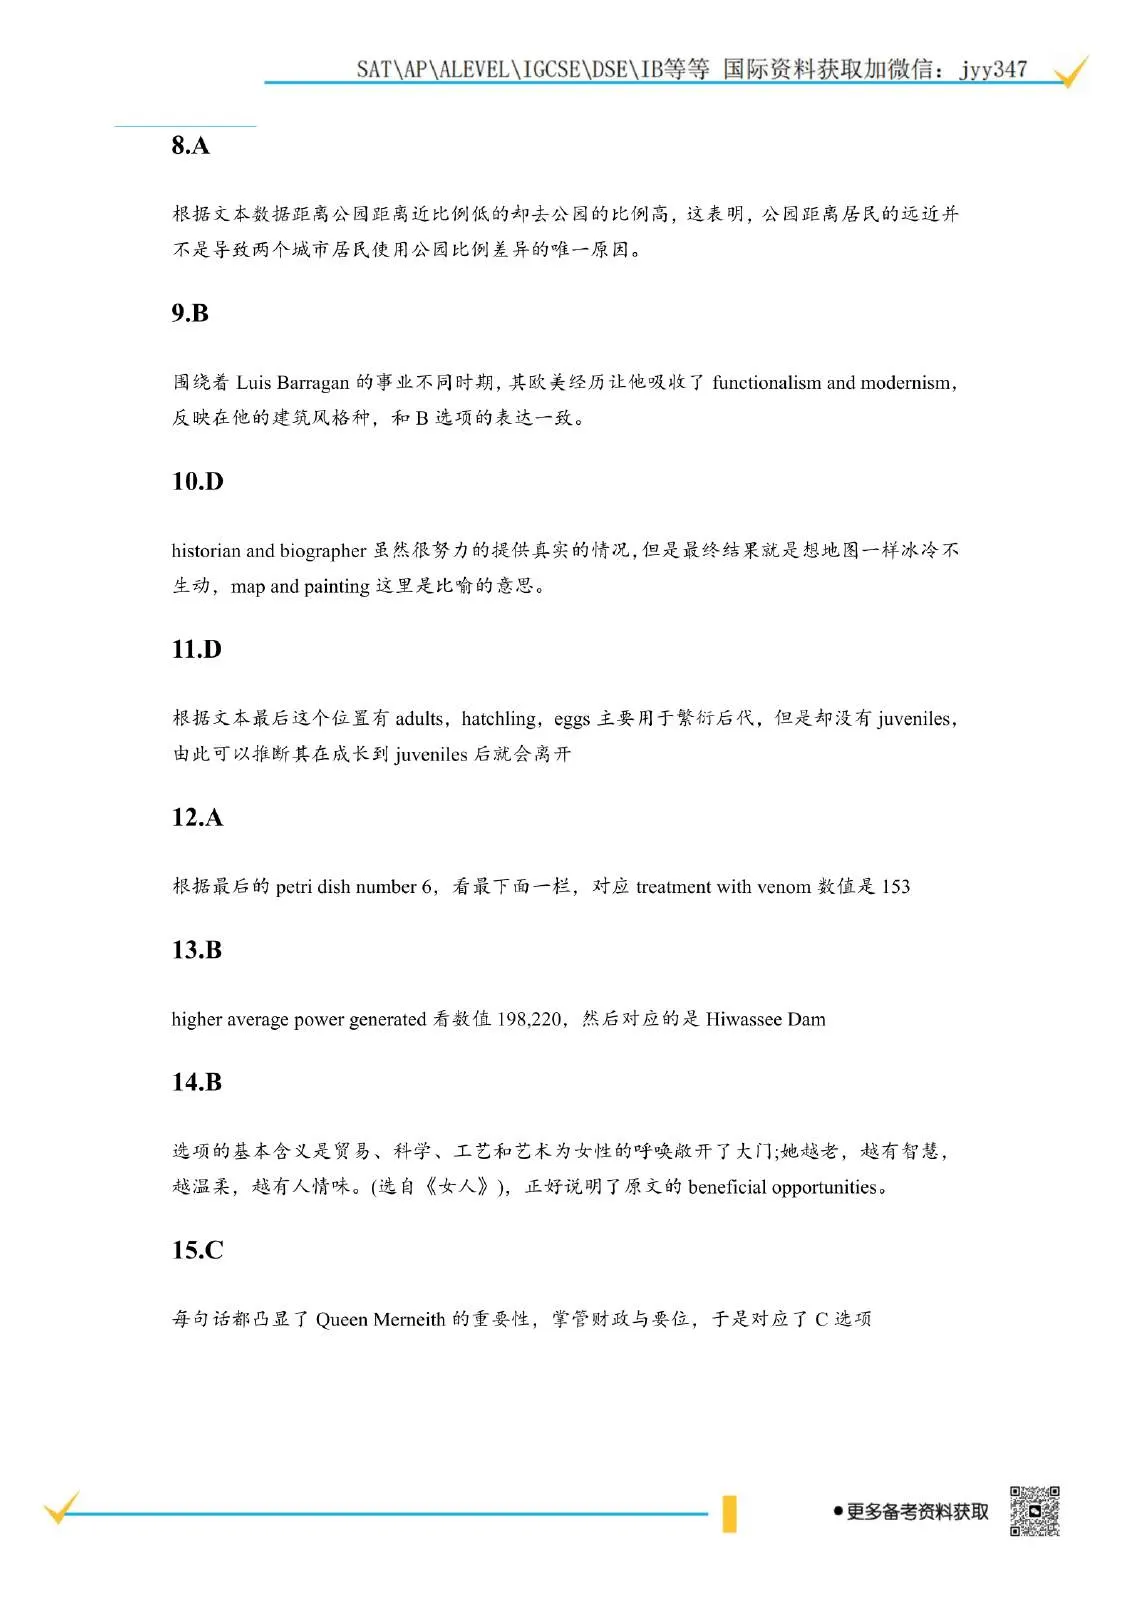 SAT\AP\ALEVEL\IGCSE\DSE\IB等等 国际资料获取加微信：jyy347
8.A
根据文本数据距离公园距离近比例低的却去公园的比例高，这表明，公园距离居民的远近并
不是导致两个城市居民使用公园比例差异的唯一原因。
9.B
围绕着 Luis Barragan 的事业不同时期，其欧美经历让他吸收了 functionalism and modernism，
反映在他的建筑风格种，和 B 选项的表达一致。
10.D
historian and biographer 虽然很努力的提供真实的情况，但是最终结果就是想地图一样冰冷不
生动，map and painting 这里是比喻的意思。
11.D
根据文本最后这个位置有 adults，hatchling，eggs 主要用于繁衍后代，但是却没有 juveniles，
由此可以推断其在成长到 juveniles 后就会离开
12.A
根据最后的 petri dish number 6，看最下面一栏，对应 treatment with venom 数值是 153
13.B
higher average power generated 看数值 198,220，然后对应的是 Hiwassee Dam
14.B
选项的基本含义是贸易、科学、工艺和艺术为女性的呼唤敞开了大门;她越老，越有智慧，
越温柔，越有人情味。(选自《女人》)，正好说明了原文的 beneficial opportunities。
15.C
每句话都凸显了 Queen Merneith 的重要性，掌管财政与要位，于是对应了 C 选项
●更多备考资料获取